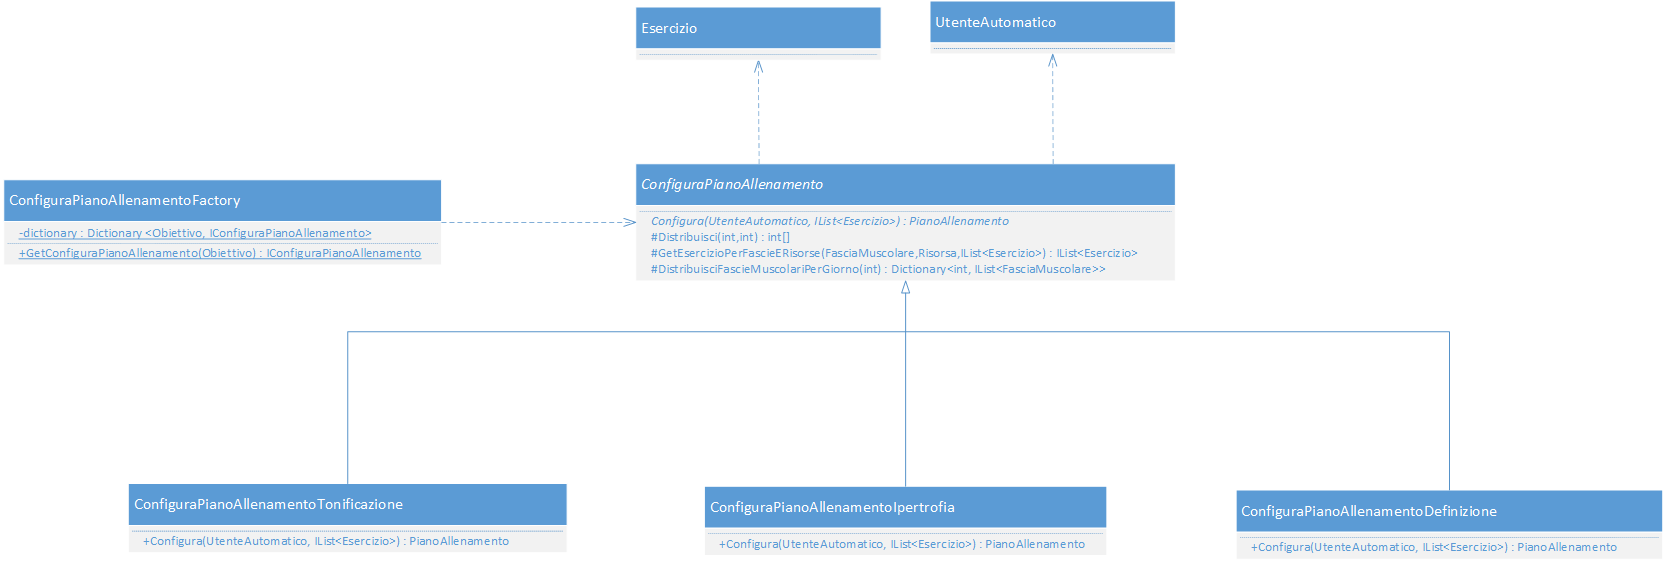 Esercizio
UtenteAutomatico
ConfiguraPianoAllenamentoFactory
-dictionary : Dictionary <Obiettivo, IConfiguraPianoAllenamento>
+GetConfiguraPianoAllenamento(Obiettivo) : IConfiguraPianoAllenamento
ConfiguraPianoAllenamento
Configura(UtenteAutomatico, IList<Esercizio>) : PianoAllenamento
#Distribuisci(int,int) : int[]
#GetEsercizioPerFascieERisorse(FasciaMuscolare,Risorsa,IList<Esercizio>) : IList<Esercizio>
#DistribuisciFascieMuscolariPerGiorno(int) : Dictionary<int, IList<FasciaMuscolare>>
ConfiguraPianoAllenamentoTonificazione
+Configura(UtenteAutomatico, IList<Esercizio>) : PianoAllenamento
ConfiguraPianoAllenamentoIpertrofia
+Configura(UtenteAutomatico, IList<Esercizio>) : PianoAllenamento
ConfiguraPianoAllenamentoDefinizione
+Configura(UtenteAutomatico, IList<Esercizio>) : PianoAllenamento